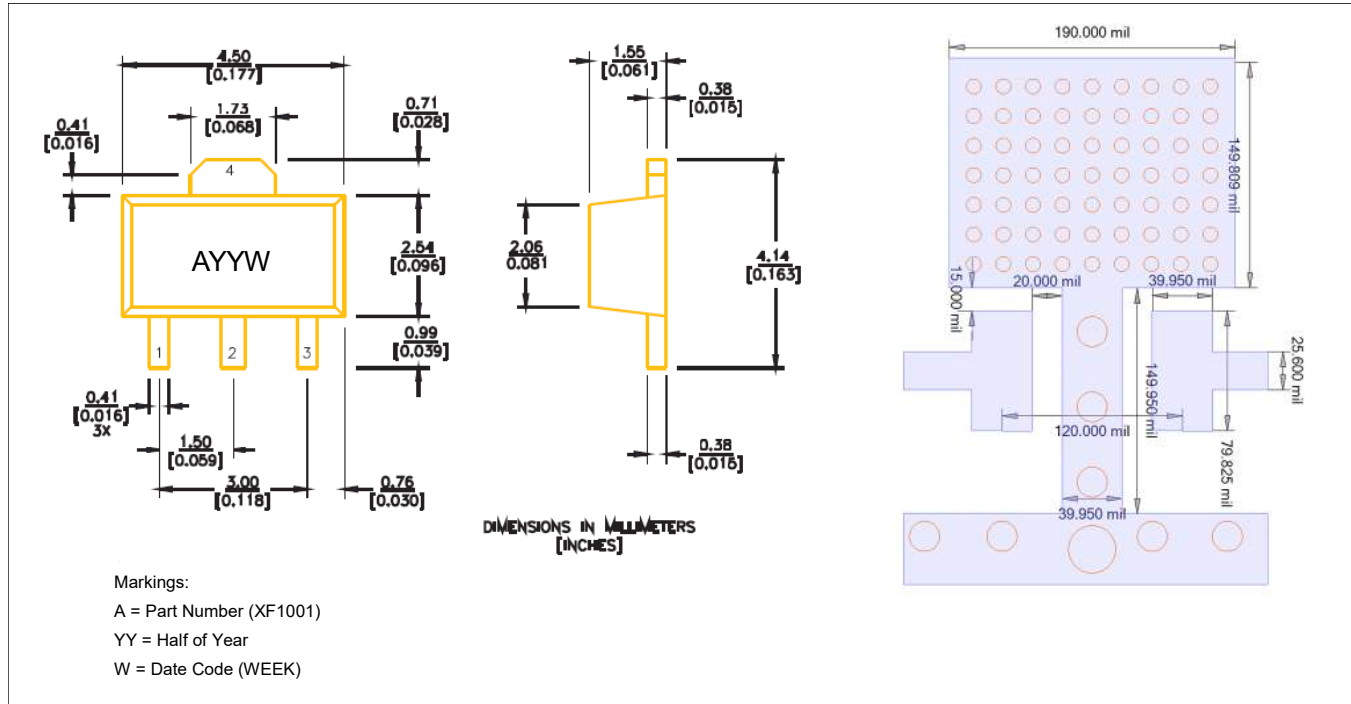 4.50
[0.177]
1.73
[0.068]
0.41
[0.016]
0.71
[0.028]
4
AYYW
2.54
[0.096]
1
2
3
0.99
[0.039]
0.41
[0.016]
3X
1.50
[0.059]
3.00
[0.118]
0.76
[0.030]
1.55
[0.061]
0.38
[0.015]
2.06
0.081
4.14
[0.163]
0.38
[0.015]
DIMENSIONS IN MILLIMETERS
[INCHES]
190.000 mil
149.809 mil
15.000 mil
20.000 mil
39.950 mil
25.600 mil
149.950 mil
120.000 mil
79.825 mil
39.950 mil
Markings:
A = Part Number (XF1001)
YY = Half of Year
W = Date Code (WEEK)